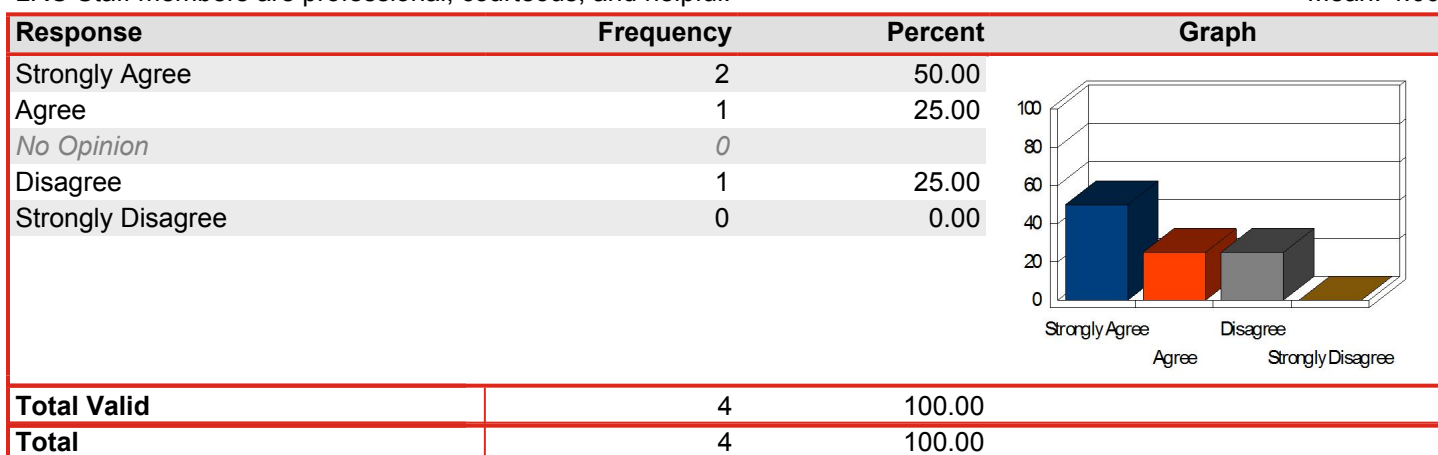 Response Frequency Percent Graph
Strongly Agree 2 50.00
Agree 1 25.00
No Opinion 0
Disagree 1 25.00
Strongly Disagree 0 0.00
100
80
60
40
20
0
Strongly Agree Disagree
Agree Strongly Disagree
Total Valid 4 100.00
Total 4 100.00